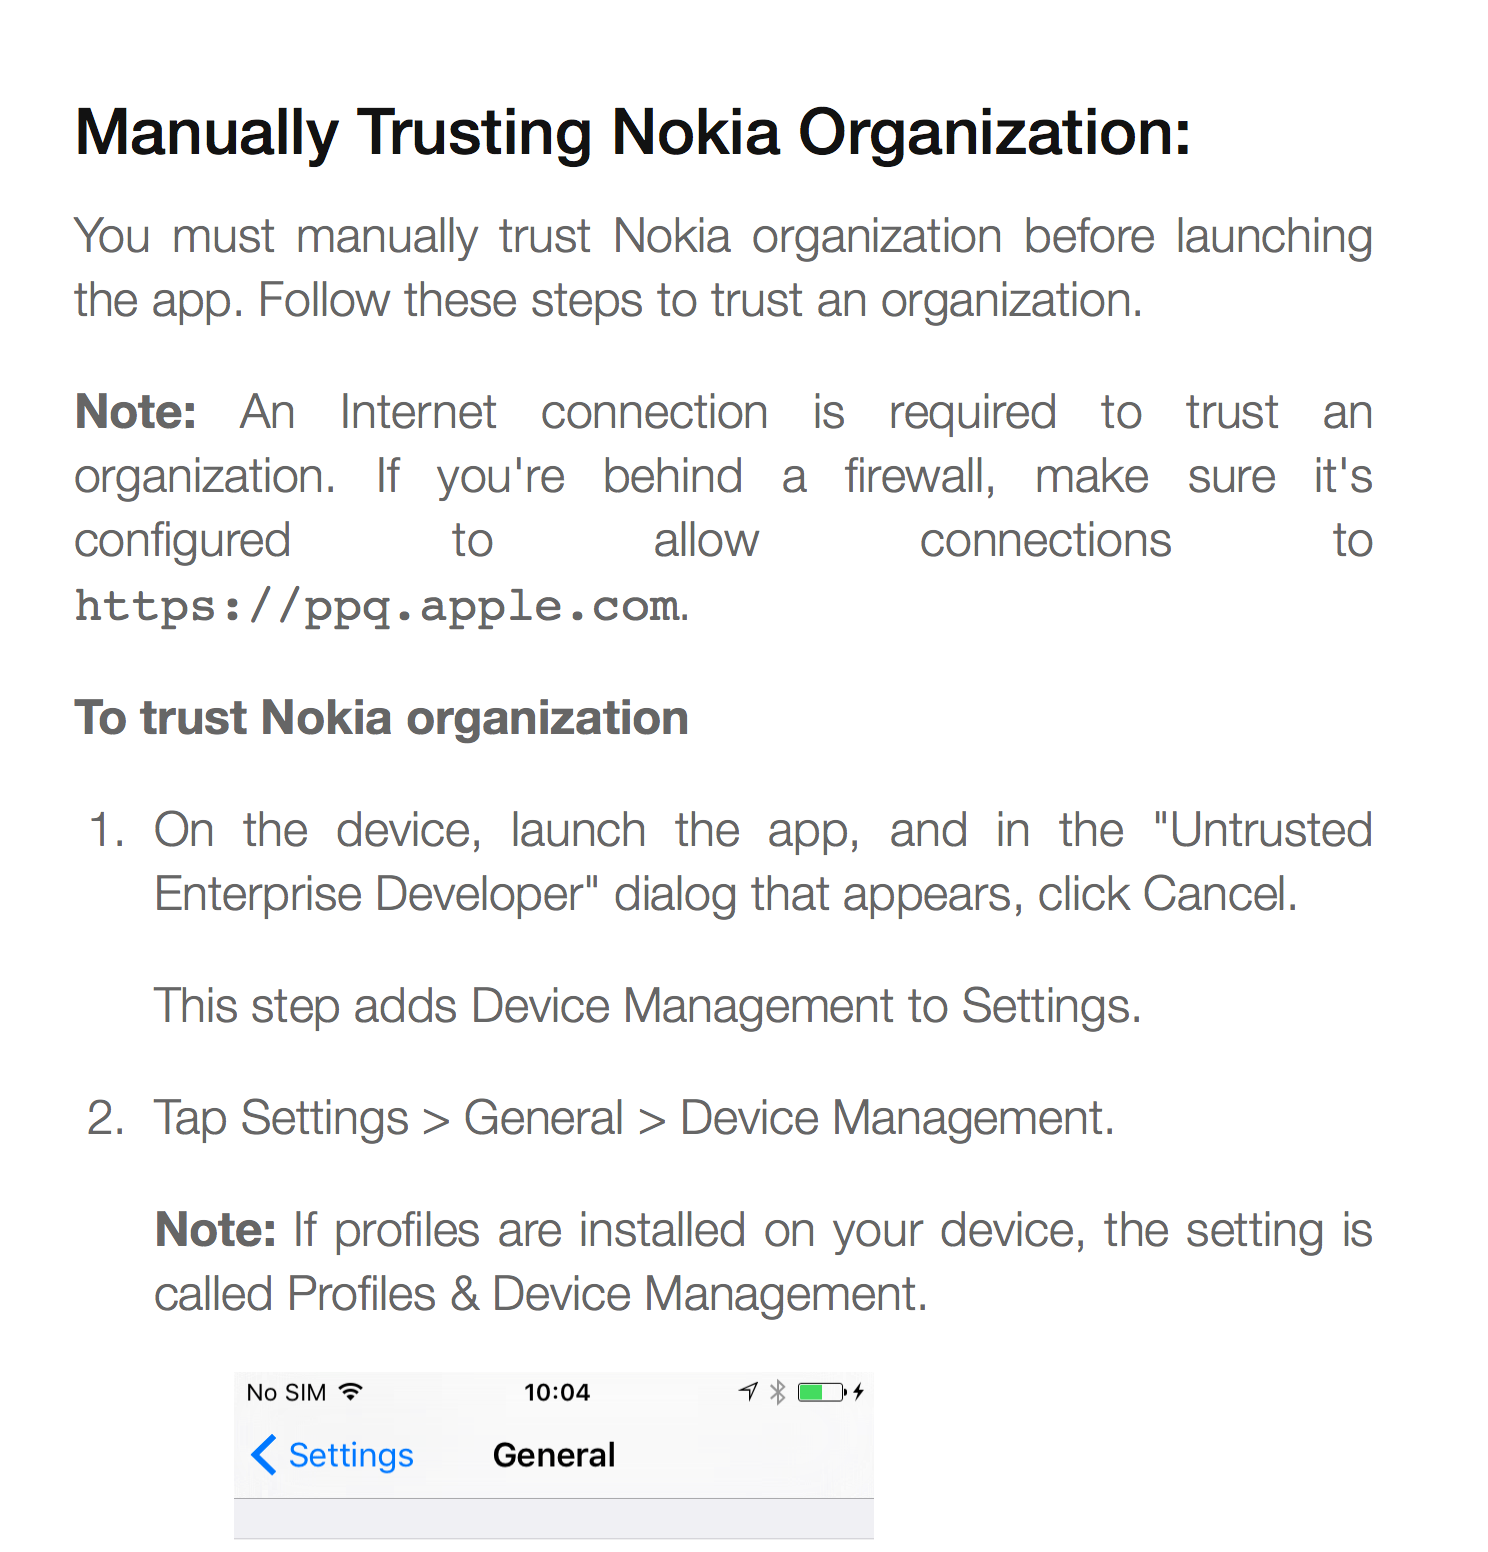 Manually Trusting Nokia Organization:
You must manually trust Nokia organization before launching
the app. Follow these steps to trust an organization.
Note: An Internet connection is required to trust an
organization. If you're behind a firewall, make sure it's
configured to allow connections to
https://ppq.apple.com.
To trust Nokia organization
1. On the device, launch the app, and in the "Untrusted
Enterprise Developer" dialog that appears, click Cancel.
This step adds Device Management to Settings.
2. Tap Settings > General > Device Management.
Note: If profiles are installed on your device, the setting is
called Profiles & Device Management.
No SIM 10:04
Settings General